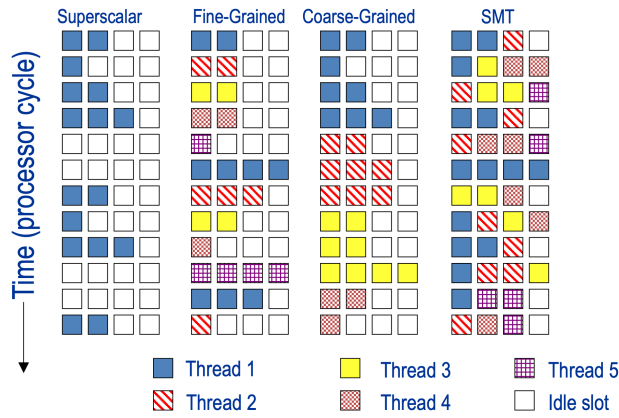 Superscalar Fine-Grained Coarse-Grained SMT
Time (processor cycle)
Thread 1 Thread 3 Thread 5
Thread 2 Thread 4 Idle slot